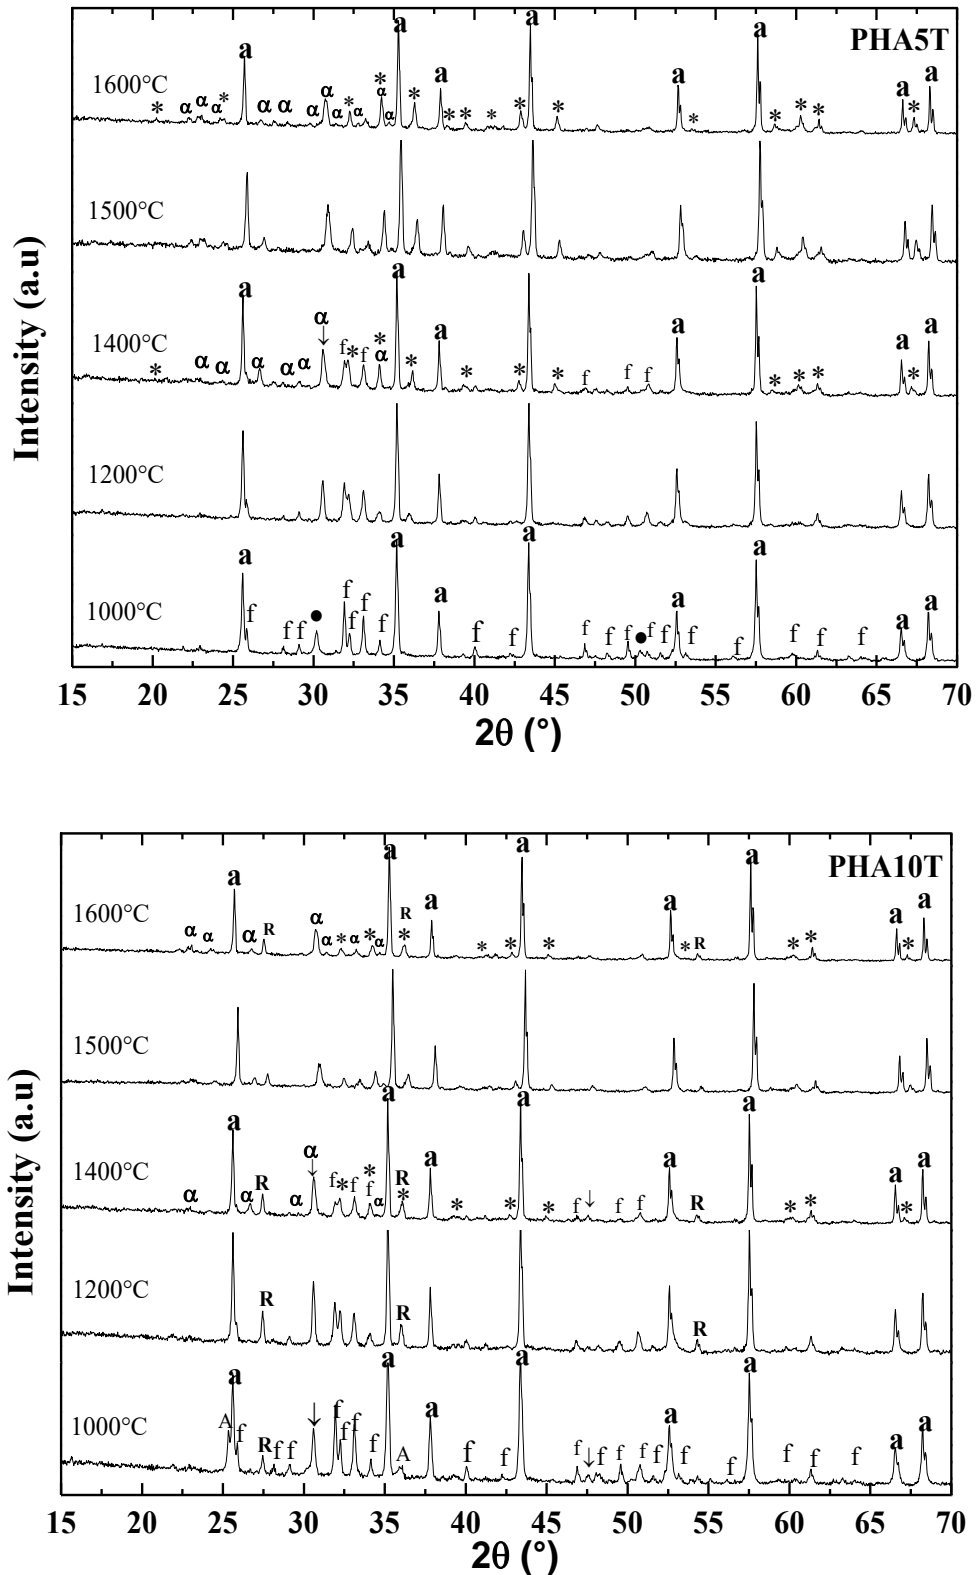 PHA5T
a a a a a a a
1600°C
* α α α * α α α α α * α * α α * * * * * * * * * * *
1500°C
a a a a a a a
1400°C
* α α α α α α ↓ f * f * α * * * * f f f * * * *
1200°C
a a a a a a a
1000°C
f f f ● f f f f f f f f f ● f f f f f f f
15 20 25 30 35 40 45 50 55 60 65 70
2θ (°)
Intensity (a.u)
PHA10T
a a a a a a a
1600°C
α α α R α α * α * α R * * * * * R * * *
1500°C
a a a a a a a
1400°C
α α R α α ↓ f * f * f α R * * * * f ↓ f f R * * *
1200°C
R R R
a a a a a a a
1000°C
A f R f f ↓ f f f f A f f f ↓ f f f f f f f f f
15 20 25 30 35 40 45 50 55 60 65 70
2θ (°)
Intensity (a.u)